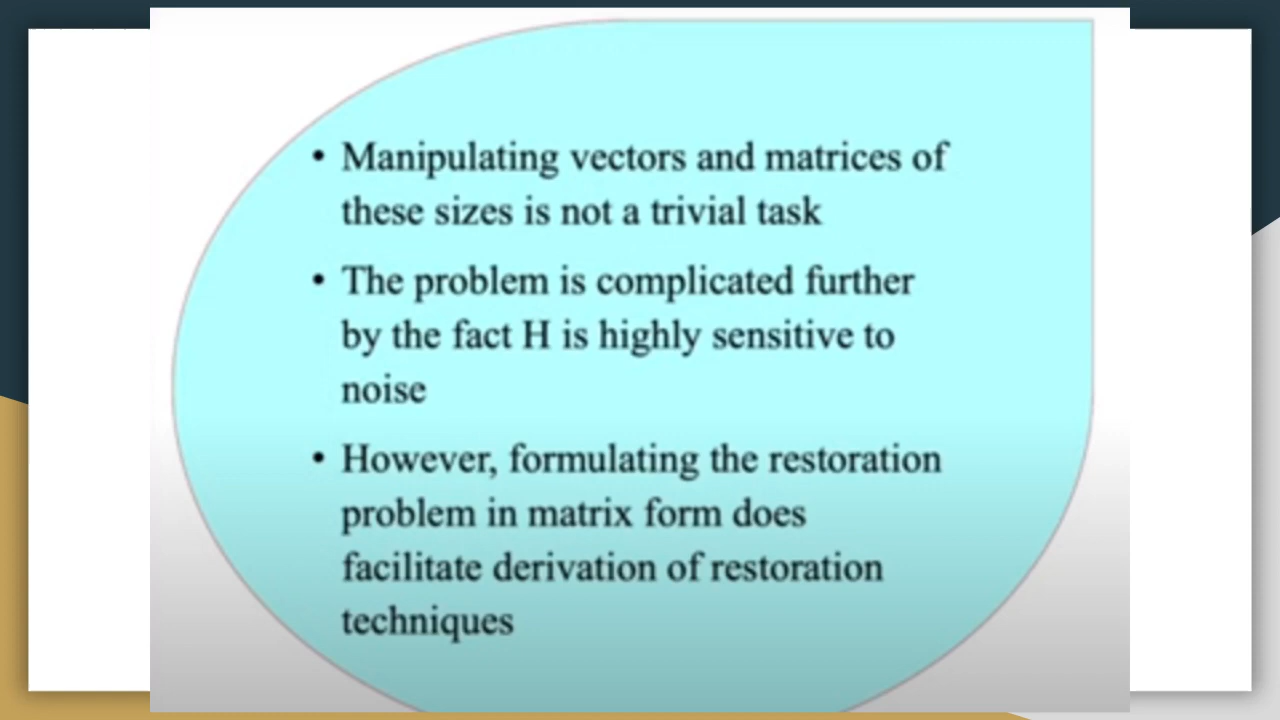 • Manipulating vectors and matrices of
these sizes is not a trivial task
• The problem is complicated further
by the fact H is highly sensitive to
noise
• However, formulating the restoration
problem in matrix form does
facilitate derivation of restoration
techniques